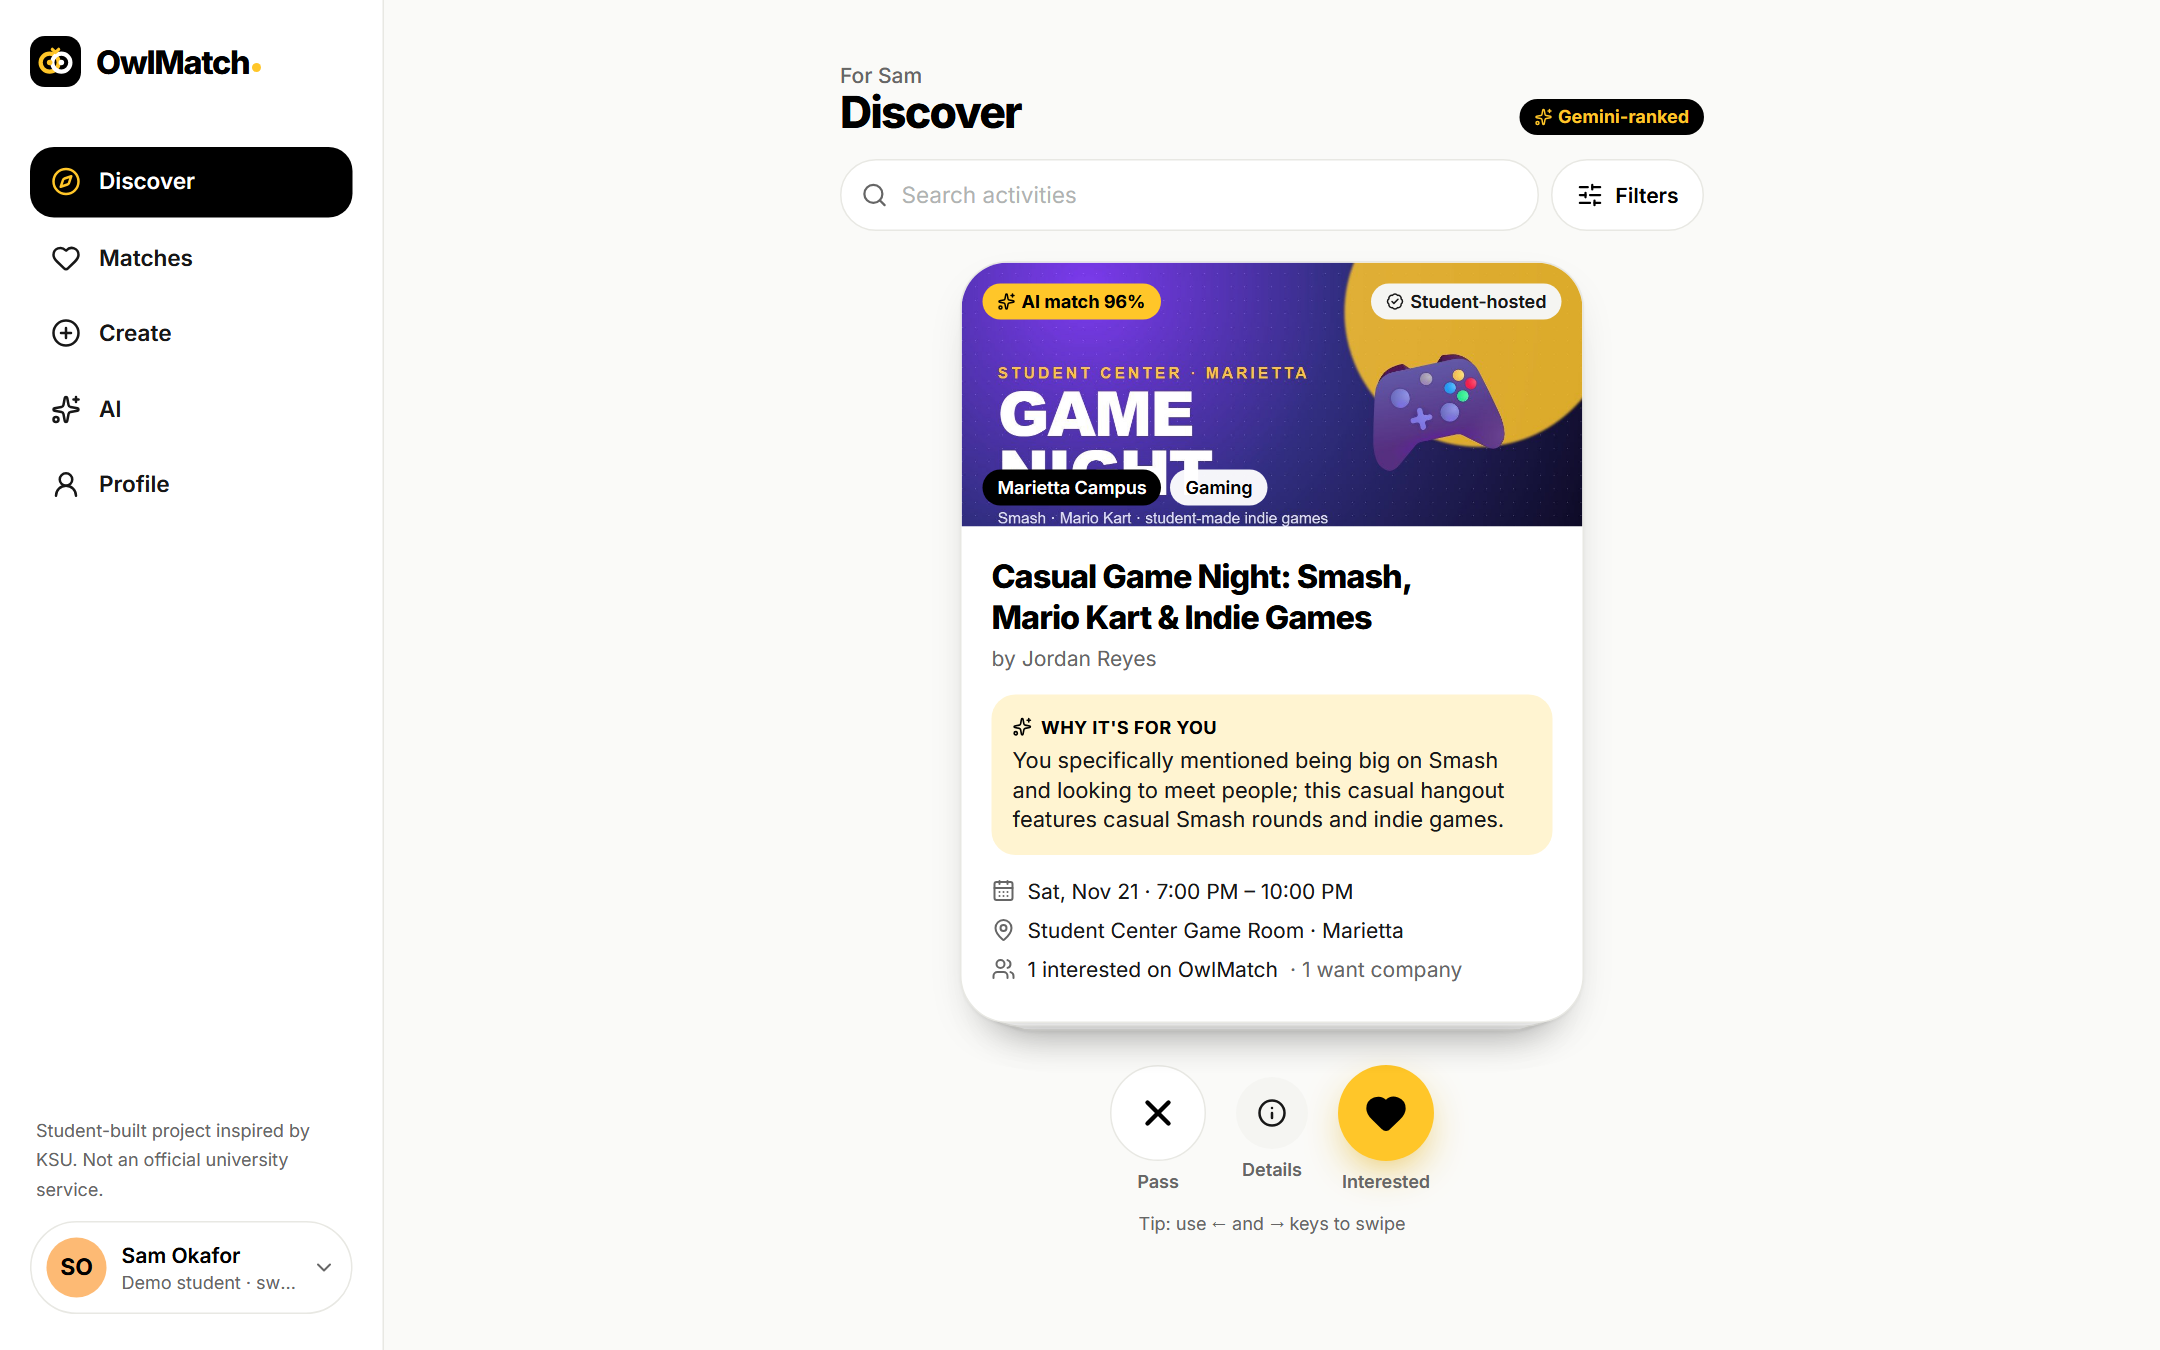 OwlMatch.
Discover
Matches
Create
AI
Profile
Student-built project inspired by
KSU. Not an official university
service.
SO
Sam Okafor
Demo student · sw...
For Sam
Discover
Gemini-ranked
Search activities
Filters
AI match 96%
Student-hosted
STUDENT CENTER · MARIETTA
GAME
NIGHT
Marietta Campus
Gaming
Smash · Mario Kart · student-made indie games
Casual Game Night: Smash,
Mario Kart & Indie Games
by Jordan Reyes
WHY IT'S FOR YOU
You specifically mentioned being big on Smash
and looking to meet people; this casual hangout
features casual Smash rounds and indie games.
Sat, Nov 21 · 7:00 PM – 10:00 PM
Student Center Game Room · Marietta
1 interested on OwlMatch · 1 want company
Pass
Details
Interested
Tip: use ← and → keys to swipe